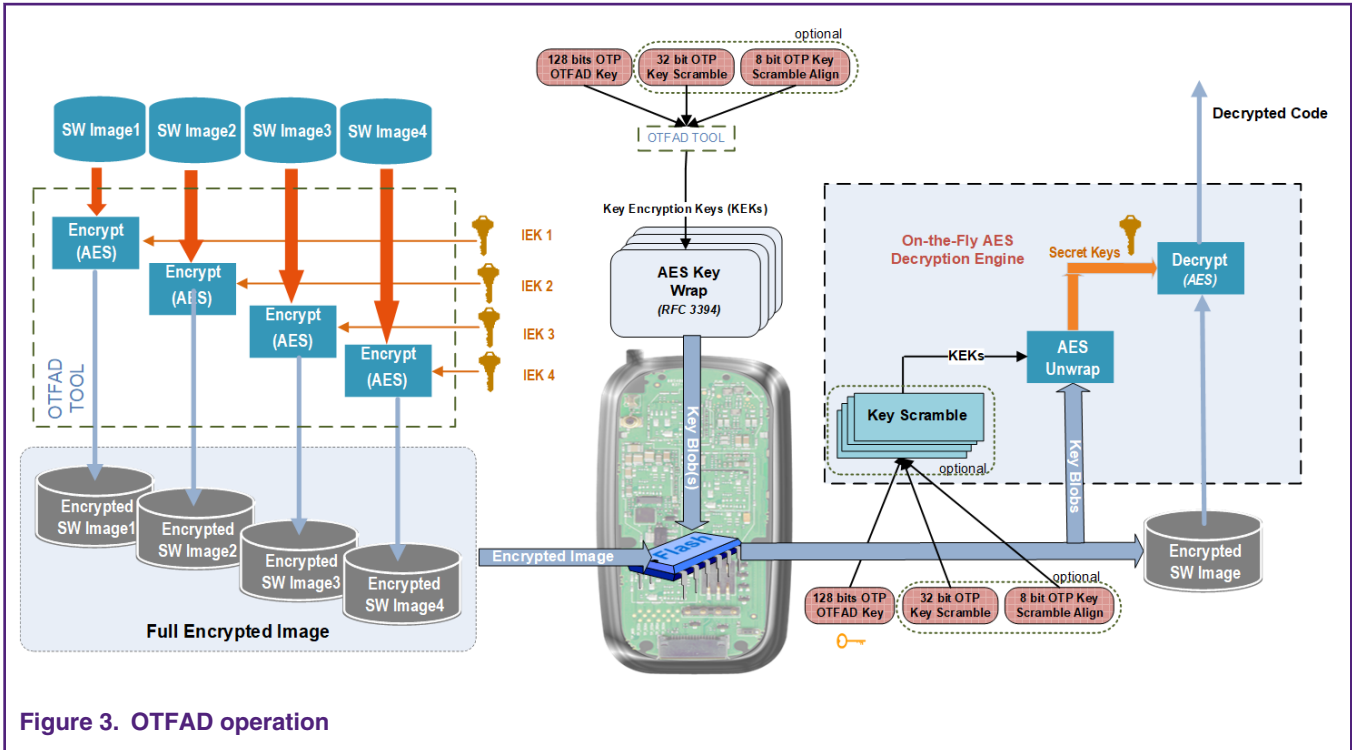 optional
128 bits OTP
OTFAD Key
32 bit OTP
Key Scramble
8 bit OTP Key
Scramble Align
OTFAD TOOL
SW Image1
SW Image2
SW Image3
SW Image4
Encrypt
(AES)
IEK 1
Encrypt
(AES)
IEK 2
Encrypt
(AES)
IEK 3
Encrypt
(AES)
IEK 4
OTFAD
TOOL
Encrypted
SW Image1
Encrypted
SW Image2
Encrypted
SW Image3
Encrypted
SW Image4
Full Encrypted Image
Key Encryption Keys (KEKs)
AES Key
Wrap
(RFC 3394)
Key Blob(s)
Encrypted Image
Flash
Decrypted Code
On-the-Fly AES
Decryption Engine
Secret Keys
Decrypt
(AES)
KEKs
AES
Unwrap
Key Scramble
optional
Key Blobs
Encrypted
SW Image
optional
128 bits OTP
OTFAD Key
32 bit OTP
Key Scramble
8 bit OTP Key
Scramble Align
Figure 3. OTFAD operation